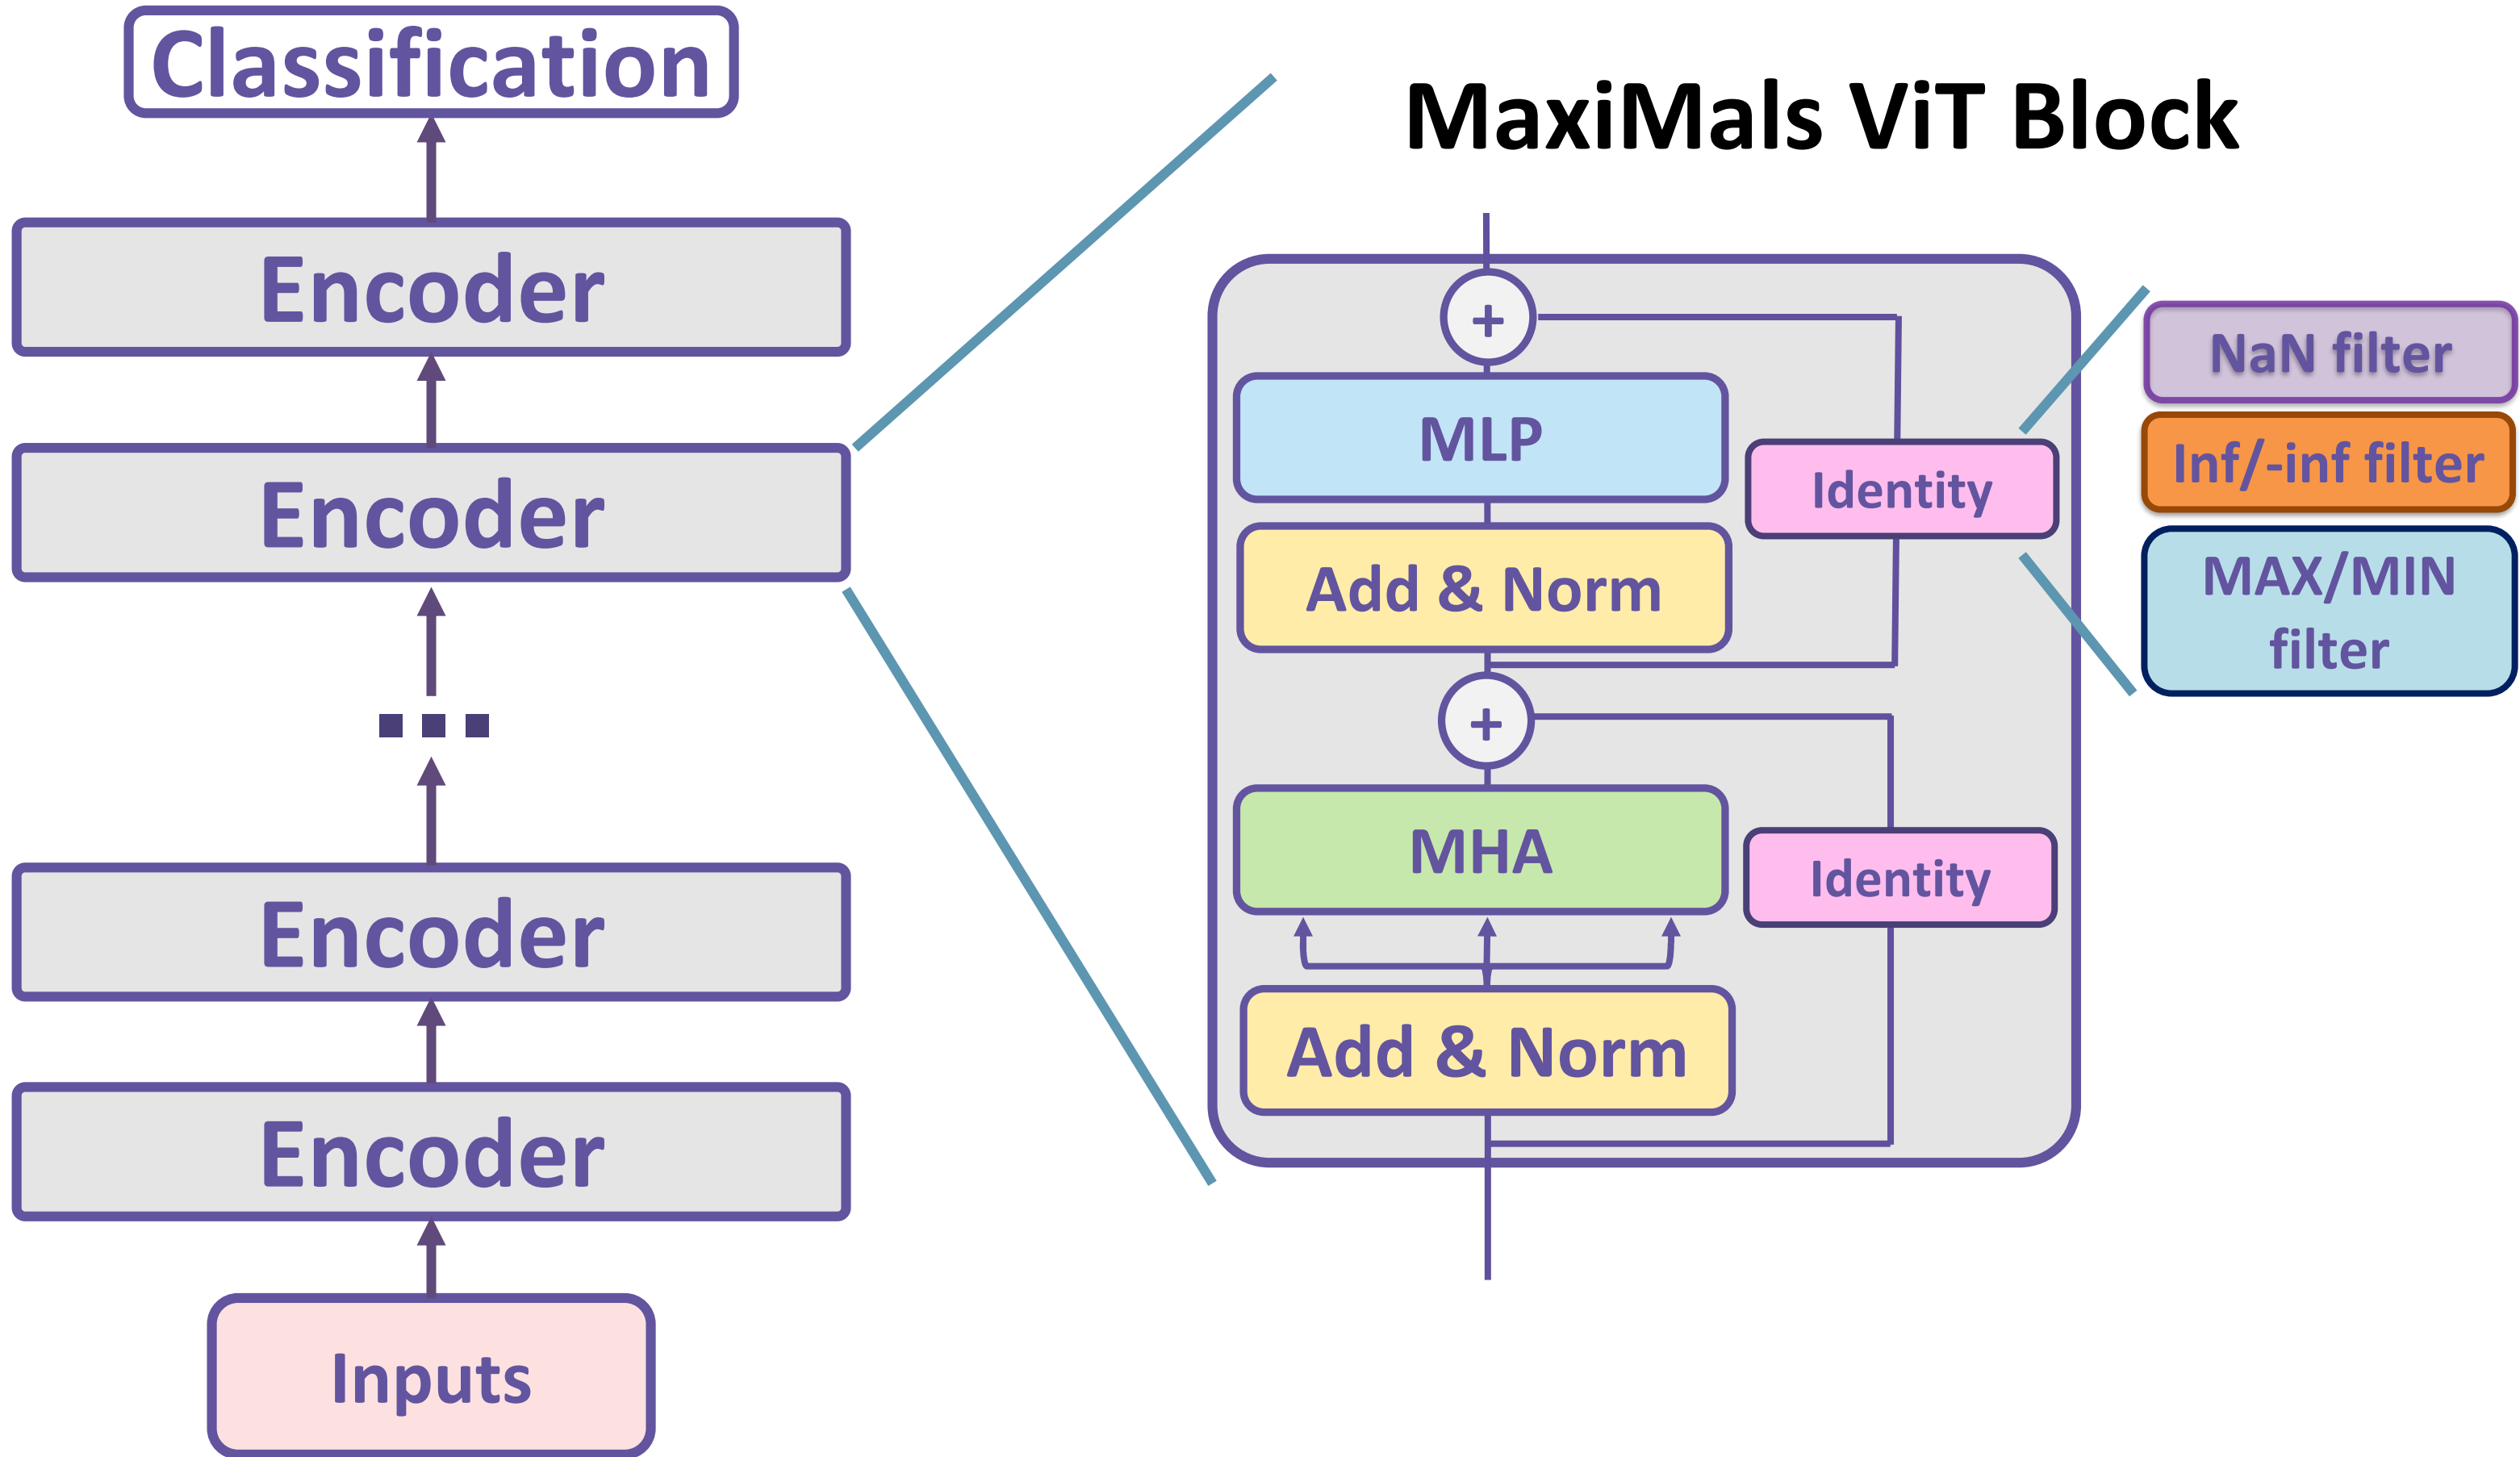 Classification
Encoder
Encoder
Encoder
Encoder
Inputs
MaxiMals ViT Block
+
MLP
Identity
Add & Norm
+
MHA
Identity
Add & Norm
NaN filter
Inf/-inf filter
MAX/MIN
filter